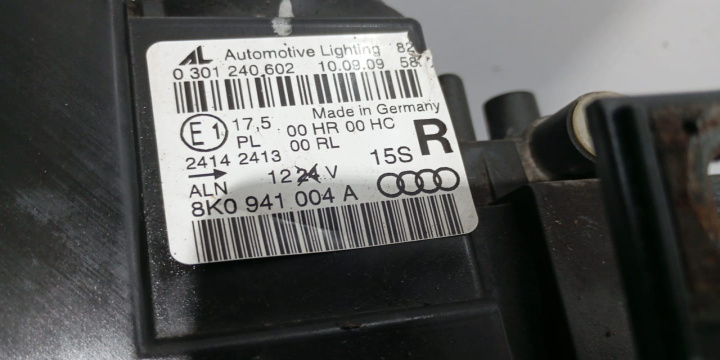 AL Automotive Lighting 82
0 301 240 602 10.09.09 58
Made in Germany
E1 17,5 00 HR 00 HC R
PL 00 RL
2414 2413 15S
ALN 12 24 V
8K0 941 004 A